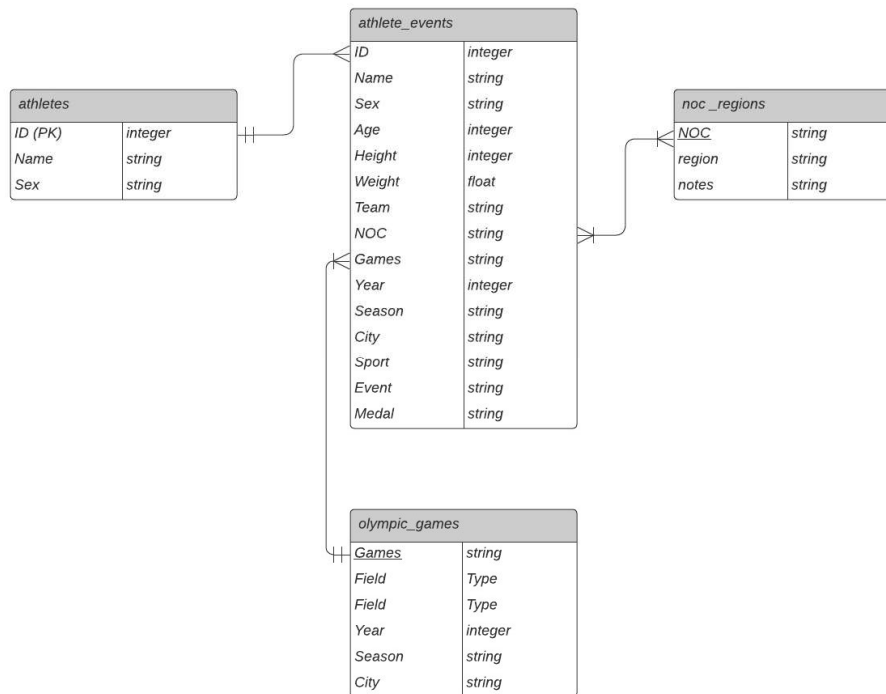 athlete_events
ID integer
Name string
Sex string
Age integer
Height integer
Weight float
Team string
NOC string
Games string
Year integer
Season string
City string
Sport string
Event string
Medal string
athletes
ID (PK) integer
Name string
Sex string
noc _regions
NOC string
region string
notes string
olympic_games
Games string
Field Type
Field Type
Year integer
Season string
City string